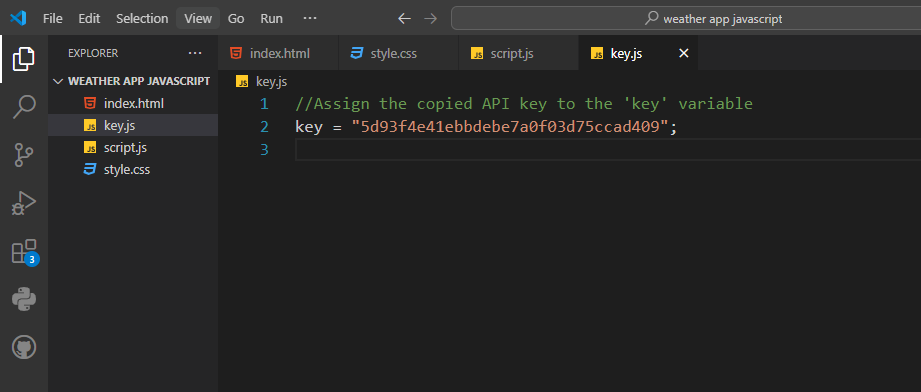 File Edit Selection View Go Run ··· ← → weather app javascript
EXPLORER ···
index.html style.css script.js key.js ×
WEATHER APP JAVASCRIPT
index.html
key.js
script.js
style.css
3
JS key.js
1 //Assign the copied API key to the 'key' variable
2 key = "5d93f4e41ebbdebe7a0f03d75ccad409";
3